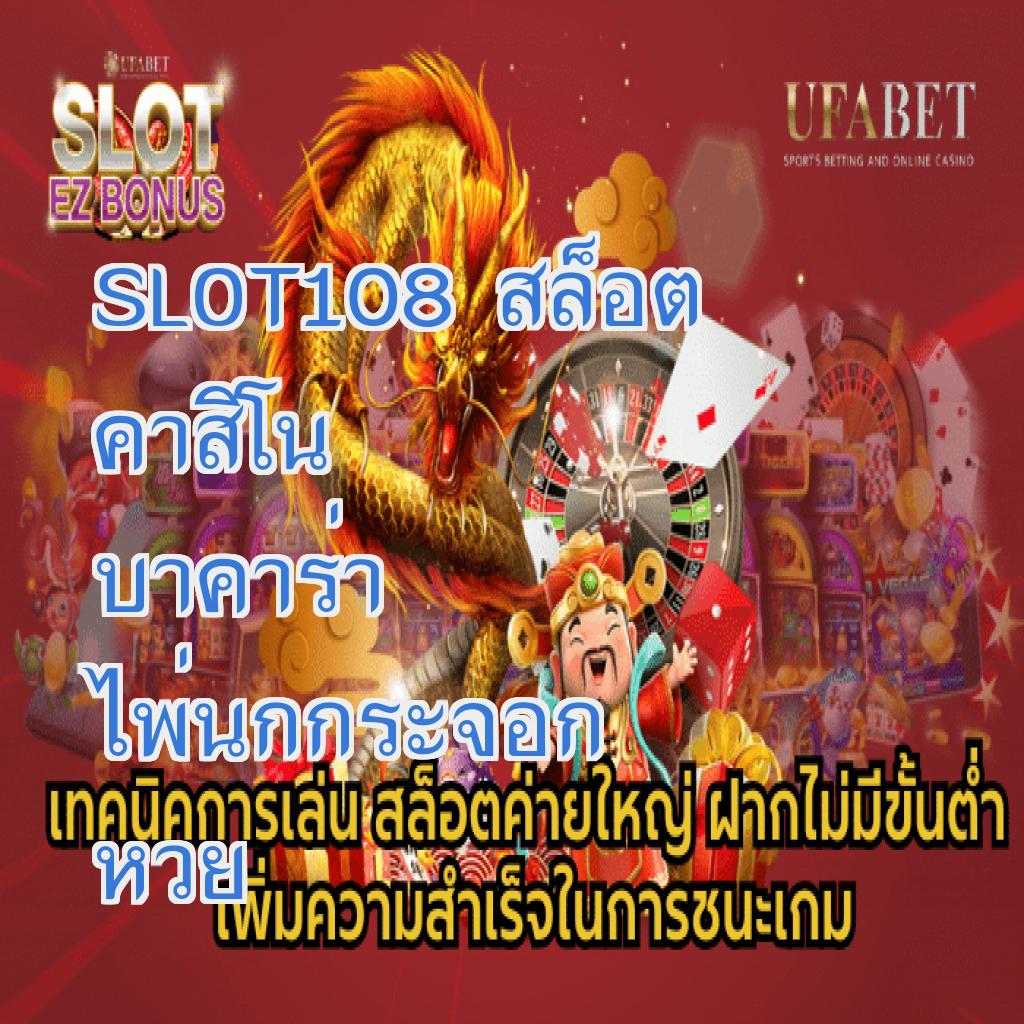 UFABET
SLOT
EZ BONUS
UFABET
SPORTS BETTING AND ONLINE CASINO
SLOT108 สล็อต
คาสิโน
บาคาร่า
ไพ่นกกระจอก
หวย
เทคนิคการเล่น สล็อตค่ายใหญ่ ฝากไม่มีขั้นต่ำ
เพิ่มความสำเร็จในการชนะเกม